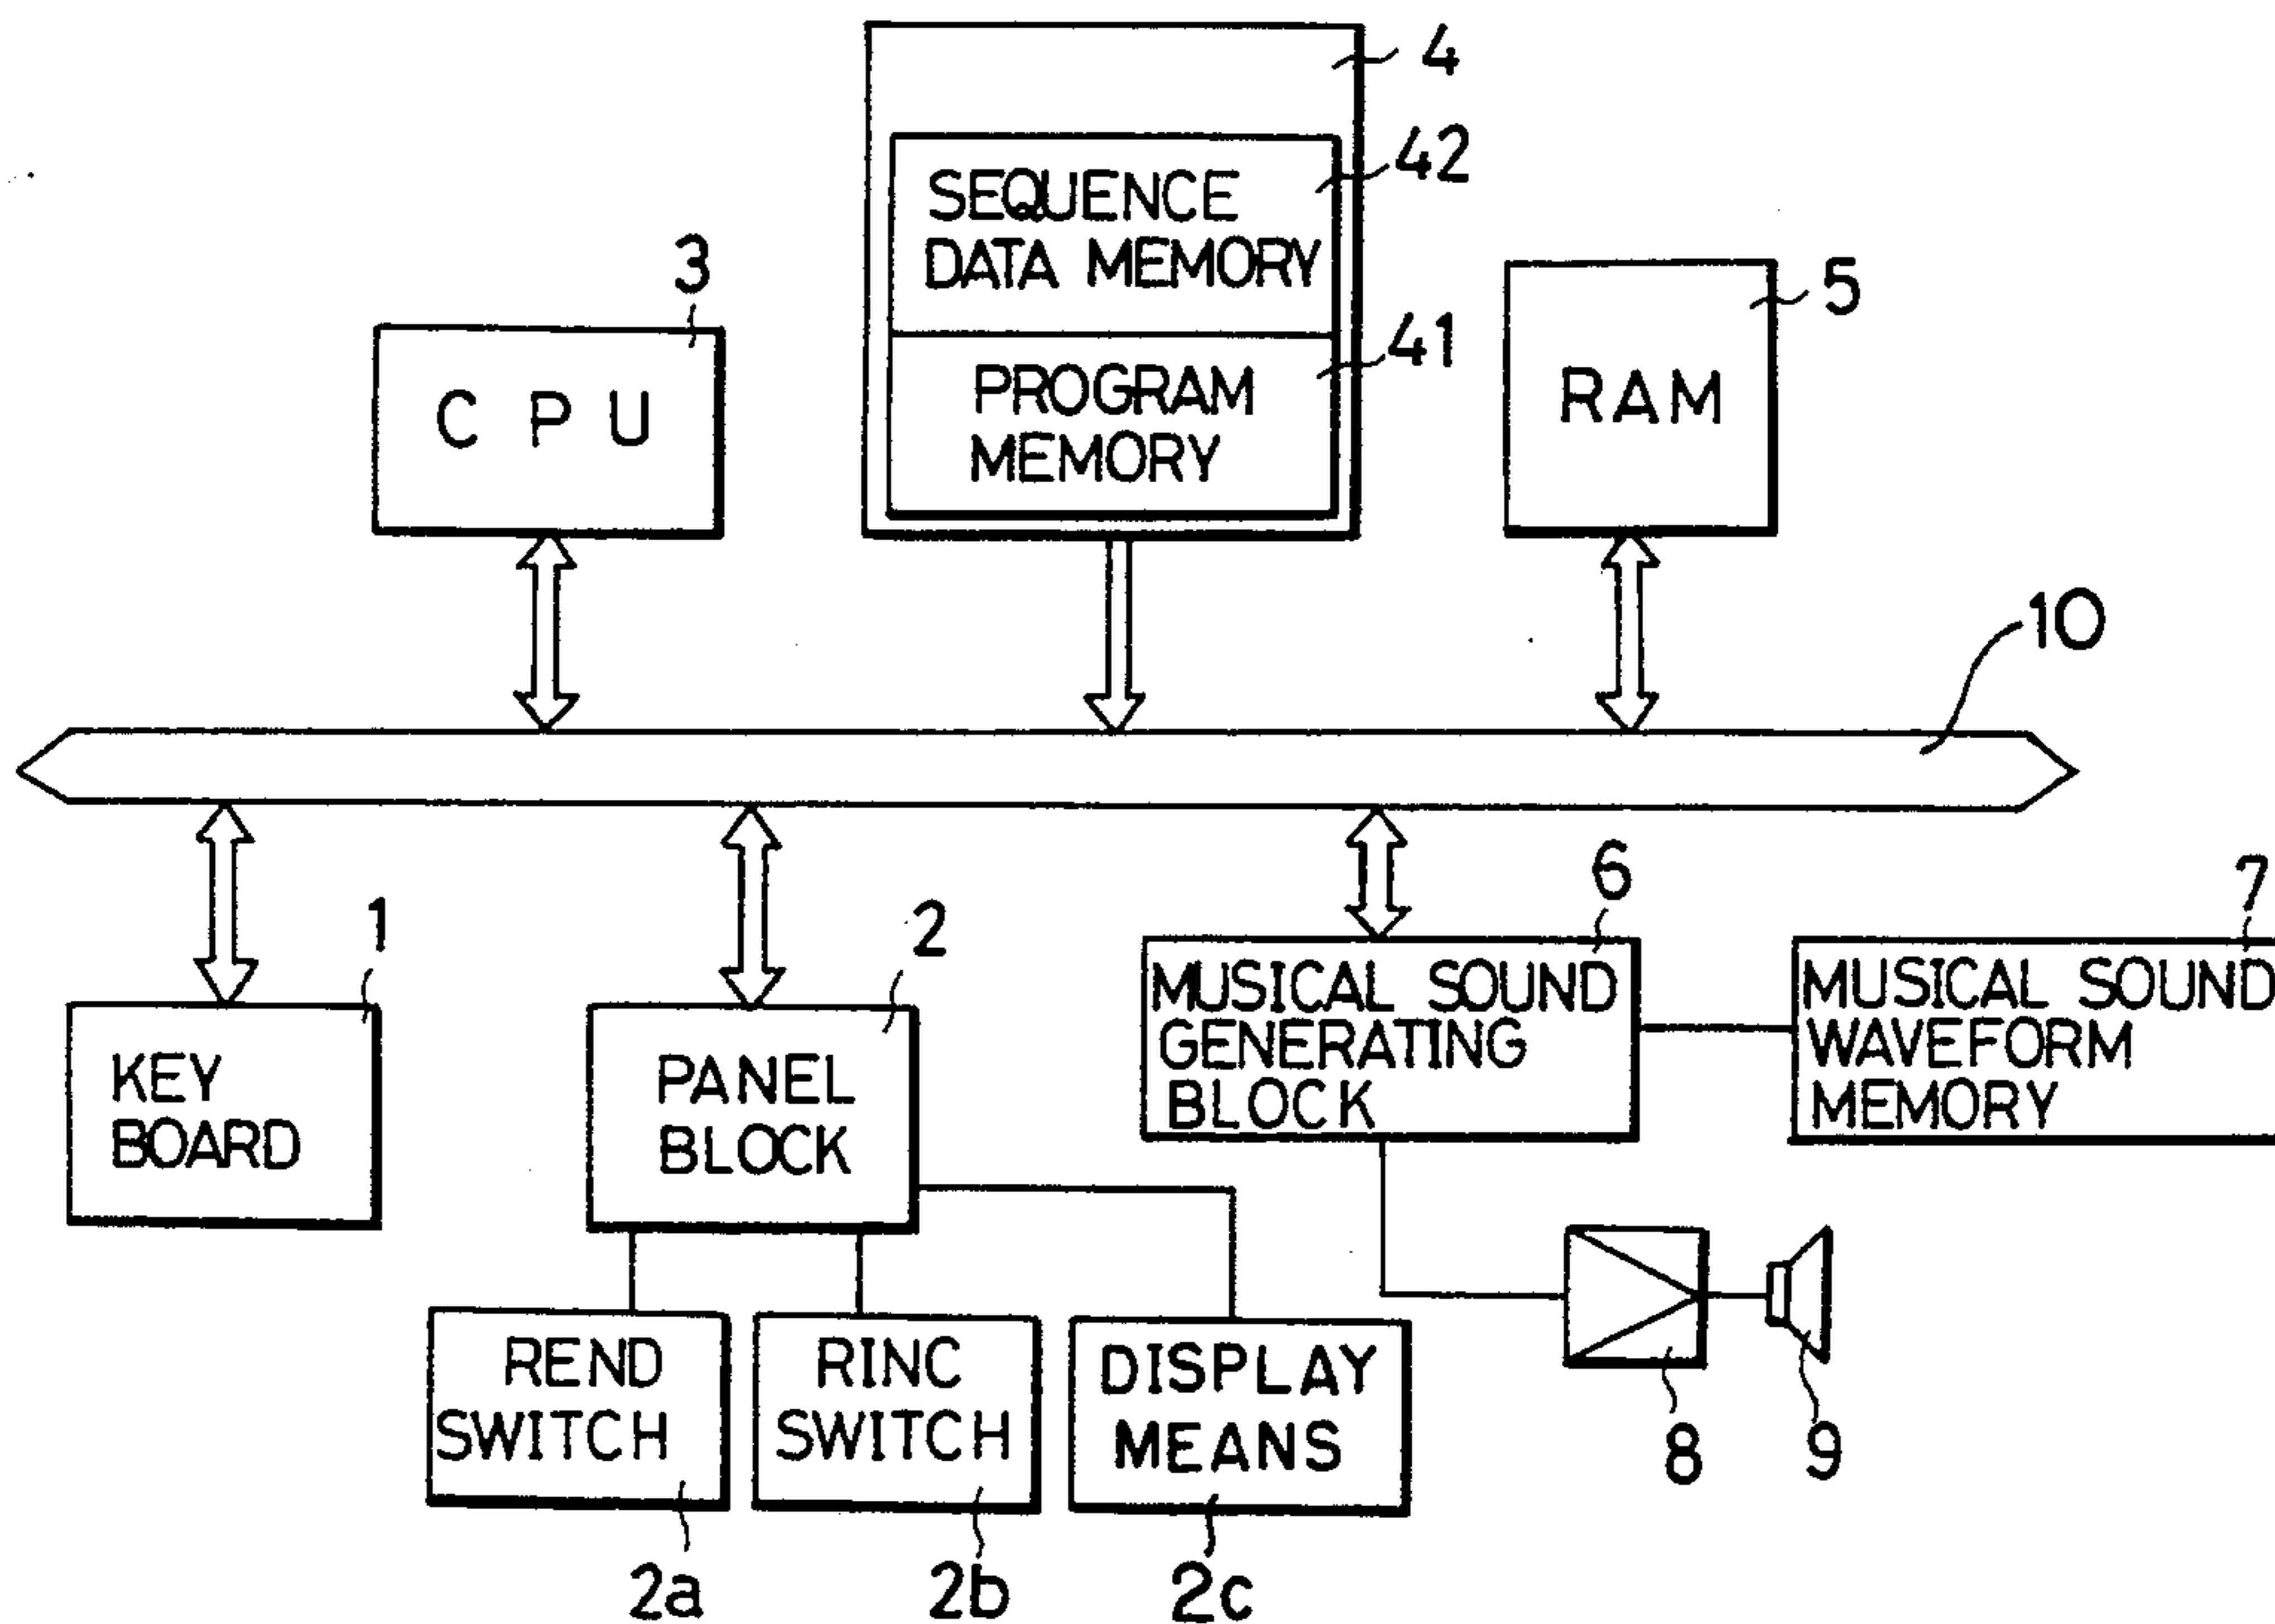 4
SEQUENCE
DATA MEMORY
42
PROGRAM
MEMORY
41
3
C P U
5
RAM
10
1
KEY
BOARD
2
PANEL
BLOCK
6
MUSICAL SOUND
GENERATING
BLOCK
7
MUSICAL SOUND
WAVEFORM
MEMORY
REND
SWITCH
2a
RINC
SWITCH
2b
DISPLAY
MEANS
2c
8
9